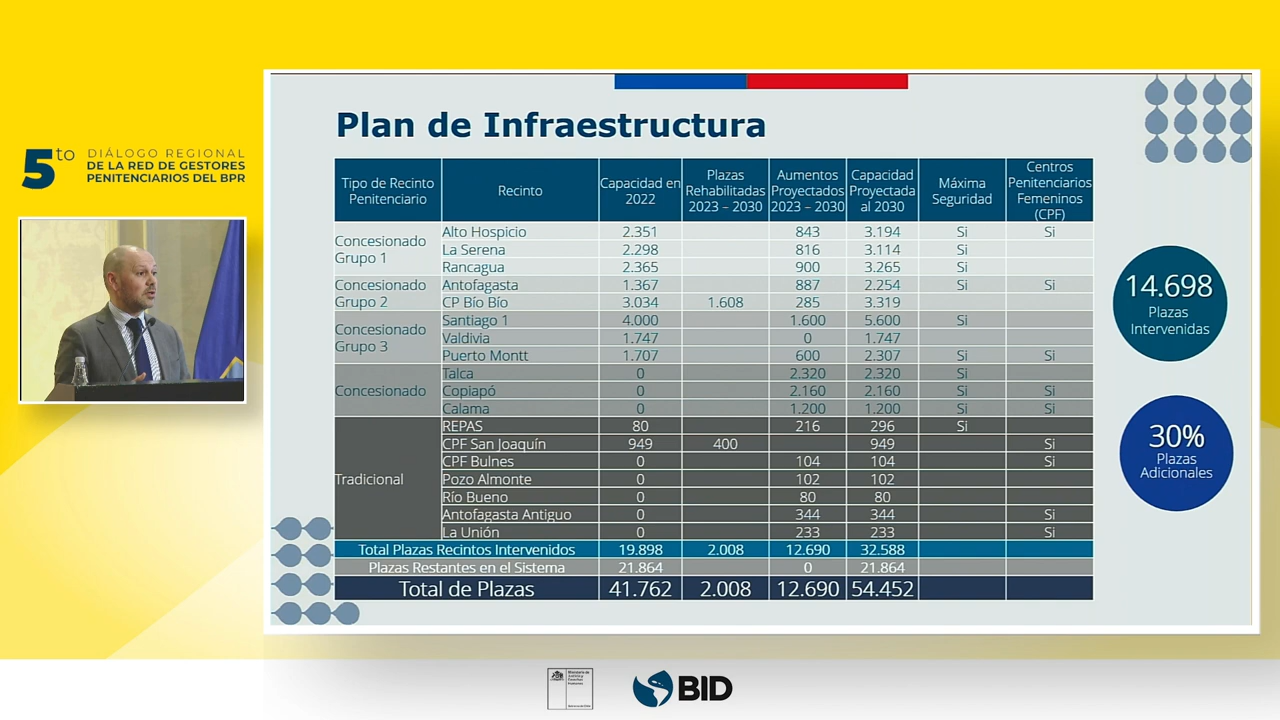 5to
DIÁLOGO REGIONAL
DE LA RED DE GESTORES
PENITENCIARIOS DEL BPR
Plan de Infraestructura
Tipo de Recinto Penitenciario | Recinto | Capacidad en 2022 | Plazas Rehabilitadas 2023 – 2030 | Aumentos Proyectados 2023 – 2030 | Capacidad Proyectada al 2030 | Máxima Seguridad | Centros Penitenciarios Femeninos (CPF)
Concesionado Grupo 1 | Alto Hospicio | 2.351 | | 843 | 3.194 | Si | Si
La Serena | 2.298 | | 816 | 3.114 | Si |
Rancagua | 2.365 | | 900 | 3.265 | Si |
Concesionado Grupo 2 | Antofagasta | 1.367 | | 887 | 2.254 | Si | Si
CP Bío Bío | 3.034 | 1.608 | 285 | 3.319 | |
Concesionado Grupo 3 | Santiago 1 | 4.000 | | 1.600 | 5.600 | Si |
Valdivia | 1.747 | | 0 | 1.747 | |
Puerto Montt | 1.707 | | 600 | 2.307 | Si | Si
Concesionado | Talca | 0 | | 2.320 | 2.320 | Si |
Copiapó | 0 | | 2.160 | 2.160 | Si | Si
Calama | 0 | | 1.200 | 1.200 | Si | Si
Tradicional | REPAS | 80 | | 216 | 296 | Si |
CPF San Joaquín | 949 | 400 | | 949 | | Si
CPF Bulnes | 0 | | 104 | 104 | | Si
Pozo Almonte | 0 | | 102 | 102 | |
Río Bueno | 0 | | 80 | 80 | |
Antofagasta Antiguo | 0 | | 344 | 344 | | Si
La Unión | 0 | | 233 | 233 | | Si
Total Plazas Recintos Intervenidos | 19.898 | 2.008 | 12.690 | 32.588 | |
Plazas Restantes en el Sistema | 21.864 | | 0 | 21.864 | |
Total de Plazas | 41.762 | 2.008 | 12.690 | 54.452 | |
14.698
Plazas
Intervenidas
30%
Plazas
Adicionales
BID